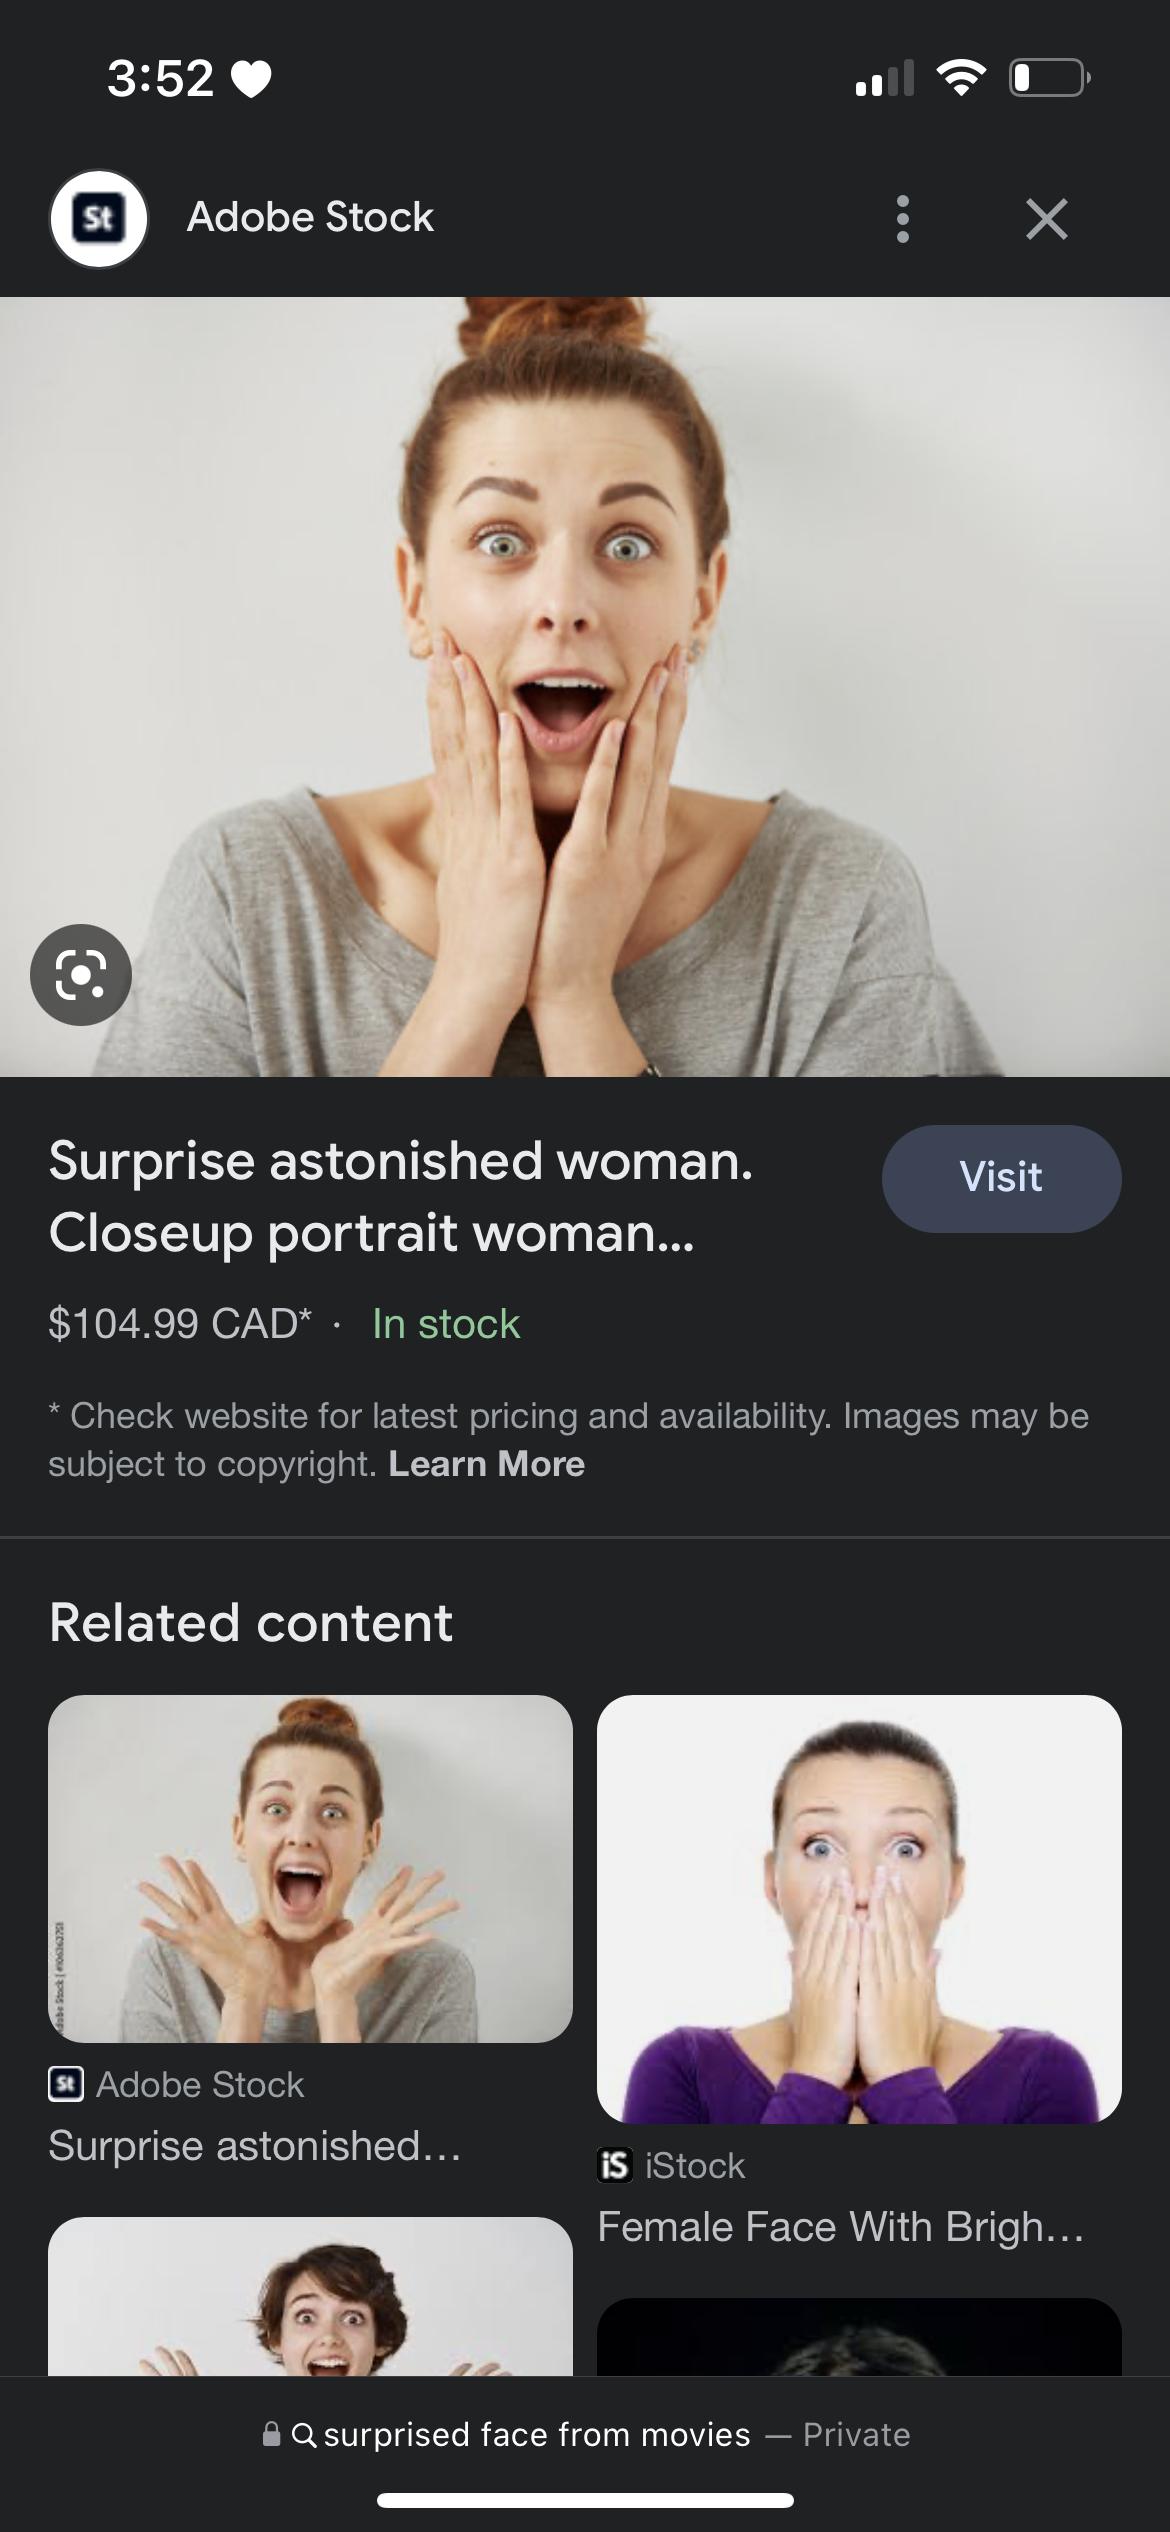 3:52
St
Adobe Stock
Surprise astonished woman.
Closeup portrait woman...
Visit
$104.99 CAD* · In stock
* Check website for latest pricing and availability. Images may be
subject to copyright. Learn More
Related content
St Adobe Stock
Surprise astonished...
iS iStock
Female Face With Brigh...
surprised face from movies — Private